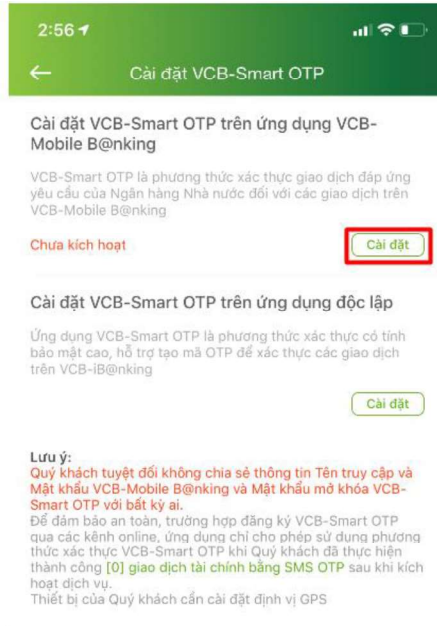 2:56
Cài đặt VCB-Smart OTP
Cài đặt VCB-Smart OTP trên ứng dụng VCB-
Mobile B@nking
VCB-Smart OTP là phương thức xác thực giao dịch đáp ứng
yêu cầu của Ngân hàng Nhà nước đối với các giao dịch trên
VCB-Mobile B@nking
Chưa kích hoạt
Cài đặt
Cài đặt VCB-Smart OTP trên ứng dụng độc lập
Ứng dụng VCB-Smart OTP là phương thức xác thực có tính
bảo mật cao, hỗ trợ tạo mã OTP để xác thực các giao dịch
trên VCB-iB@nking
Cài đặt
Lưu ý:
Quý khách tuyệt đối không chia sẻ thông tin Tên truy cập và
Mật khẩu VCB-Mobile B@nking và Mật khẩu mở khóa VCB-
Smart OTP với bất kỳ ai.
Để đảm bảo an toàn, trường hợp đăng ký VCB-Smart OTP
qua các kênh online, ứng dụng chỉ cho phép sử dụng phương
thức xác thực VCB-Smart OTP khi Quý khách đã thực hiện
thành công [0] giao dịch tài chính bằng SMS OTP sau khi kích
hoạt dịch vụ.
Thiết bị của Quý khách cần cài đặt định vị GPS